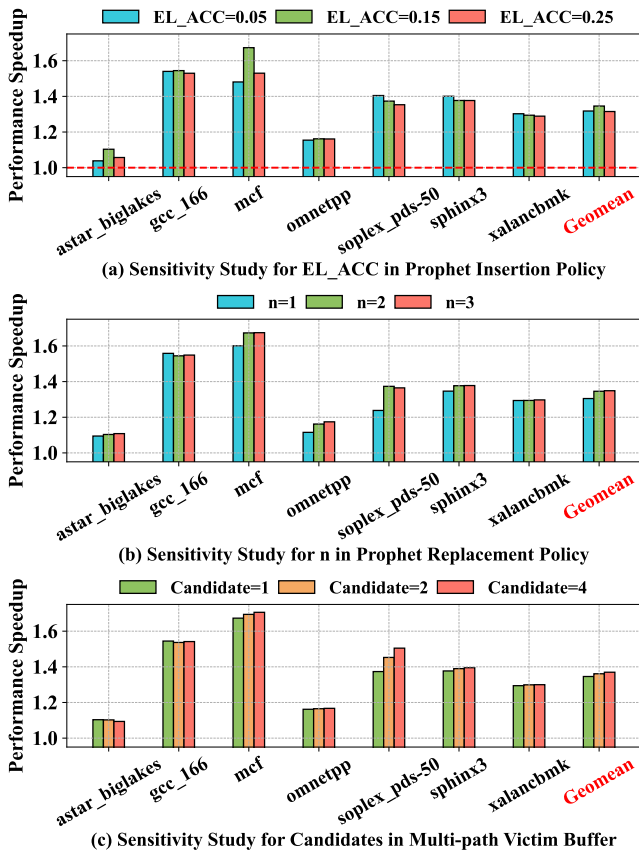 EL_ACC=0.05 EL_ACC=0.15 EL_ACC=0.25
Performance Speedup
1.6
1.4
1.2
1.0
astar_biglakes gcc_166 mcf omnetpp soplex_pds-50 sphinx3 xalancbmk Geomean
(a) Sensitivity Study for EL_ACC in Prophet Insertion Policy
n=1 n=2 n=3
Performance Speedup
1.6
1.4
1.2
1.0
astar_biglakes gcc_166 mcf omnetpp soplex_pds-50 sphinx3 xalancbmk Geomean
(b) Sensitivity Study for n in Prophet Replacement Policy
Candidate=1 Candidate=2 Candidate=4
Performance Speedup
1.6
1.4
1.2
1.0
astar_biglakes gcc_166 mcf omnetpp soplex_pds-50 sphinx3 xalancbmk Geomean
(c) Sensitivity Study for Candidates in Multi-path Victim Buffer